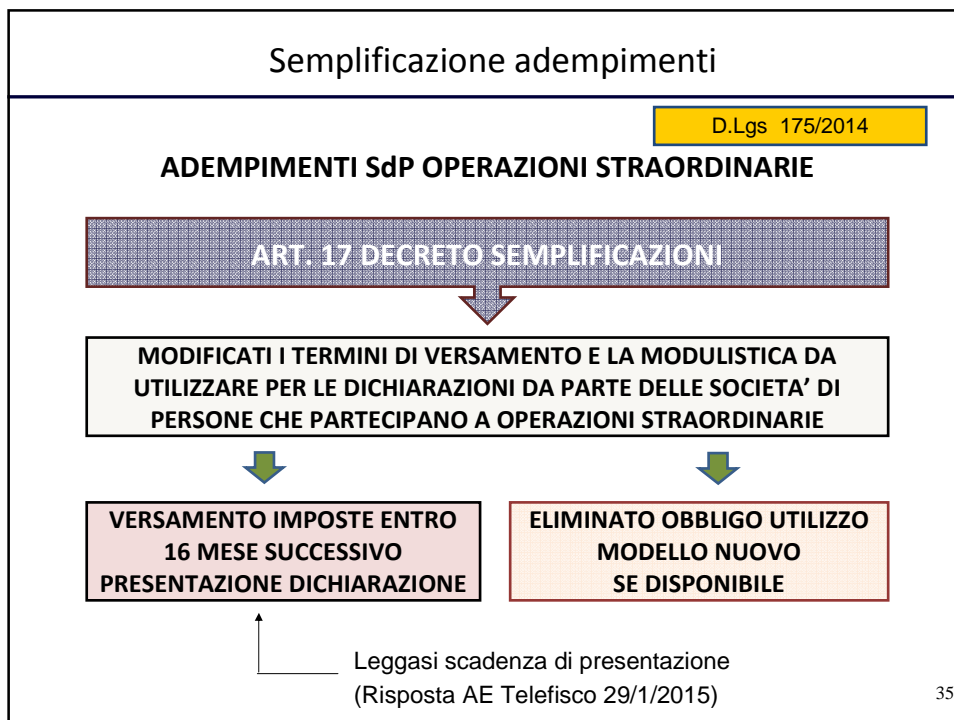 Semplificazione adempimenti
D.Lgs 175/2014
ADEMPIMENTI SdP OPERAZIONI STRAORDINARIE
ART. 17 DECRETO SEMPLIFICAZIONI
MODIFICATI I TERMINI DI VERSAMENTO E LA MODULISTICA DA
UTILIZZARE PER LE DICHIARAZIONI DA PARTE DELLE SOCIETA’ DI
PERSONE CHE PARTECIPANO A OPERAZIONI STRAORDINARIE
VERSAMENTO IMPOSTE ENTRO
16 MESE SUCCESSIVO
PRESENTAZIONE DICHIARAZIONE
ELIMINATO OBBLIGO UTILIZZO
MODELLO NUOVO
SE DISPONIBILE
Leggasi scadenza di presentazione
(Risposta AE Telefisco 29/1/2015)
35